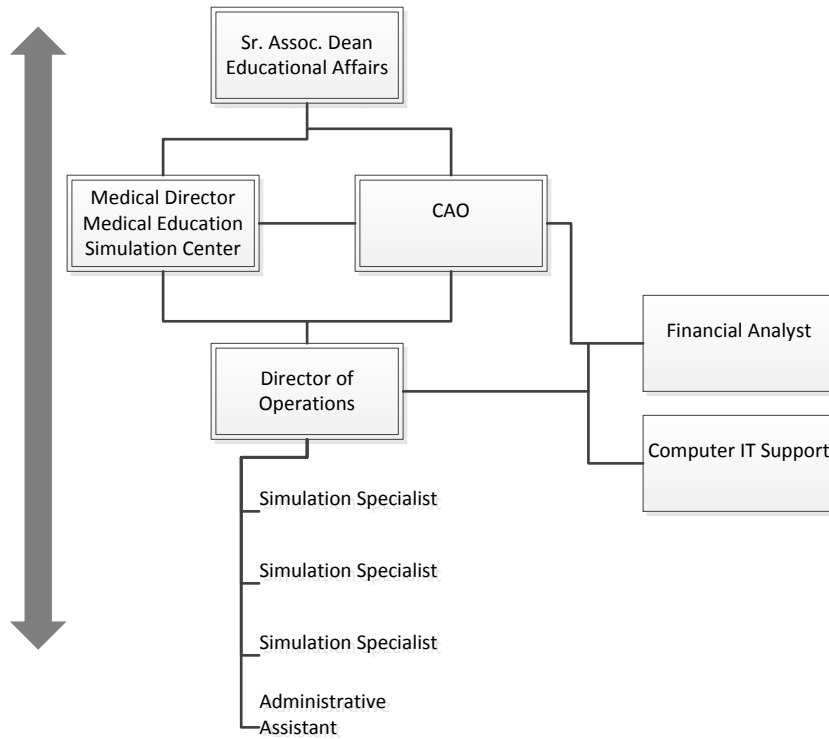 Sr. Assoc. Dean
Educational Affairs
Medical Director
Medical Education
Simulation Center
CAO
Financial Analyst
Director of
Operations
Computer IT Support
Simulation Specialist
Simulation Specialist
Simulation Specialist
Administrative
Assistant